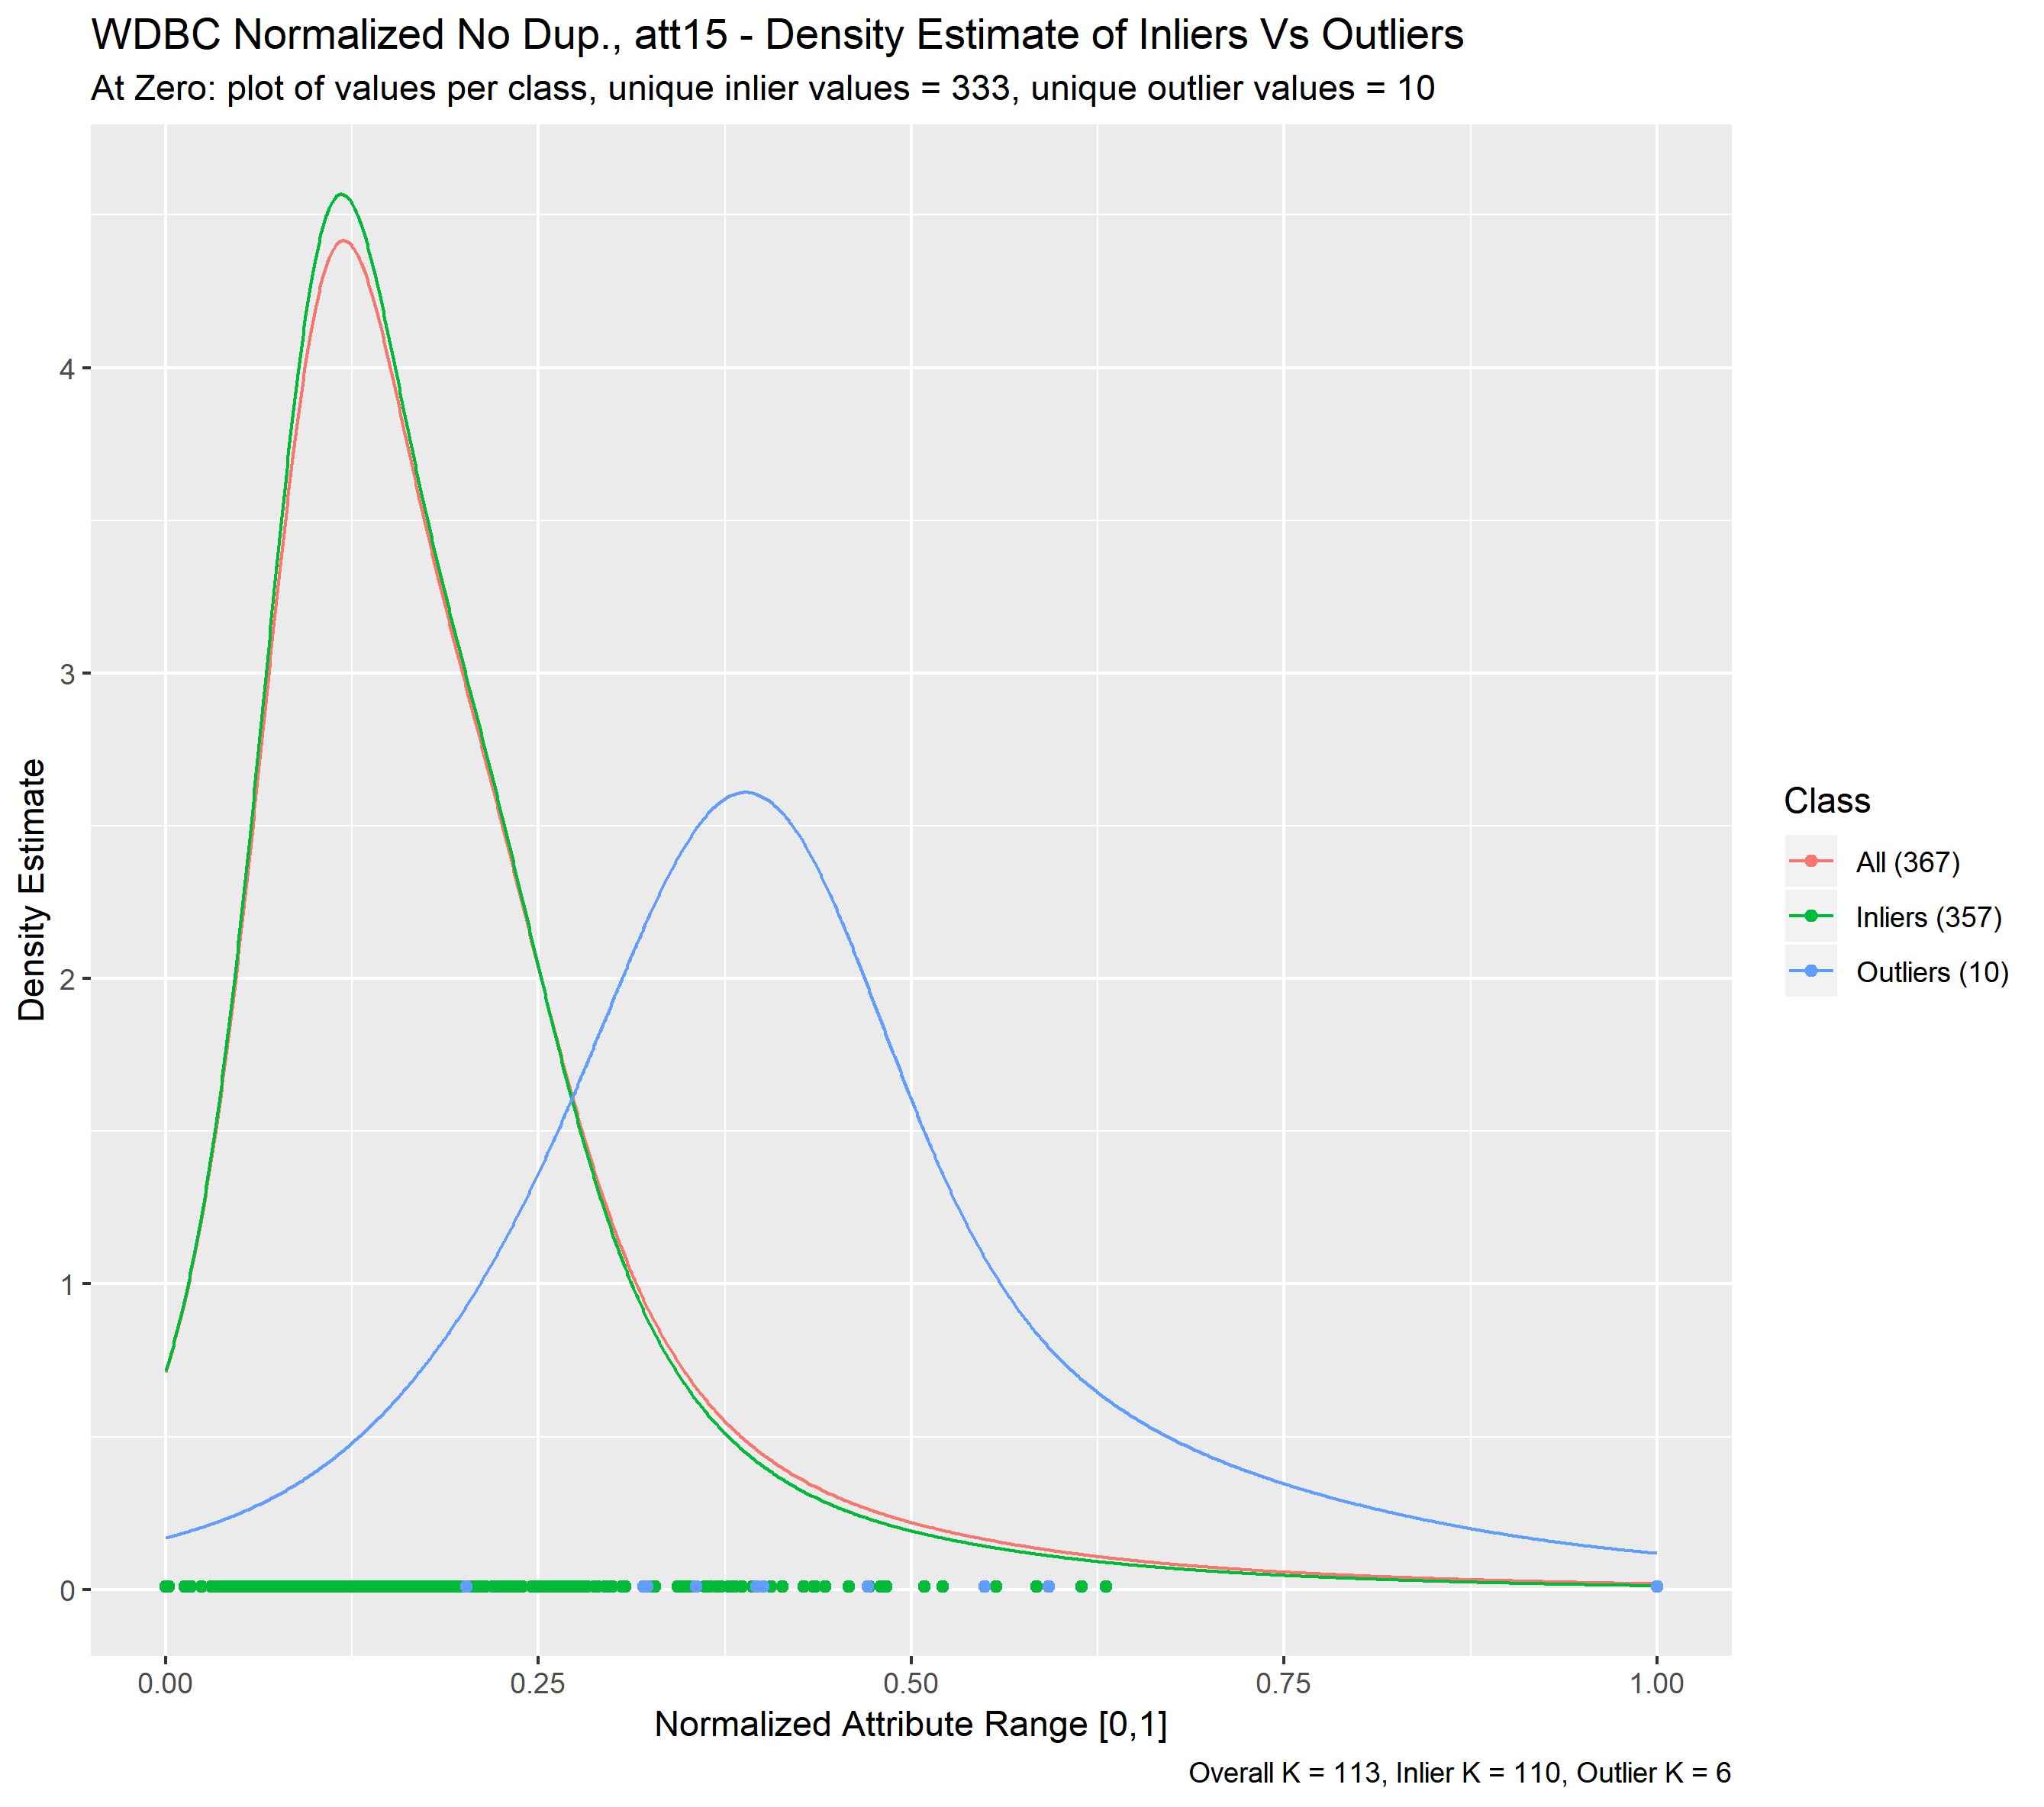 WDBC Normalized No Dup., att15 - Density Estimate of Inliers Vs Outliers
At Zero: plot of values per class, unique inlier values = 333, unique outlier values = 10
Density Estimate
4
3
2
1
0
0.00 0.25 0.50 0.75 1.00
Normalized Attribute Range [0,1]
Class
All (367)
Inliers (357)
Outliers (10)
Overall K = 113, Inlier K = 110, Outlier K = 6